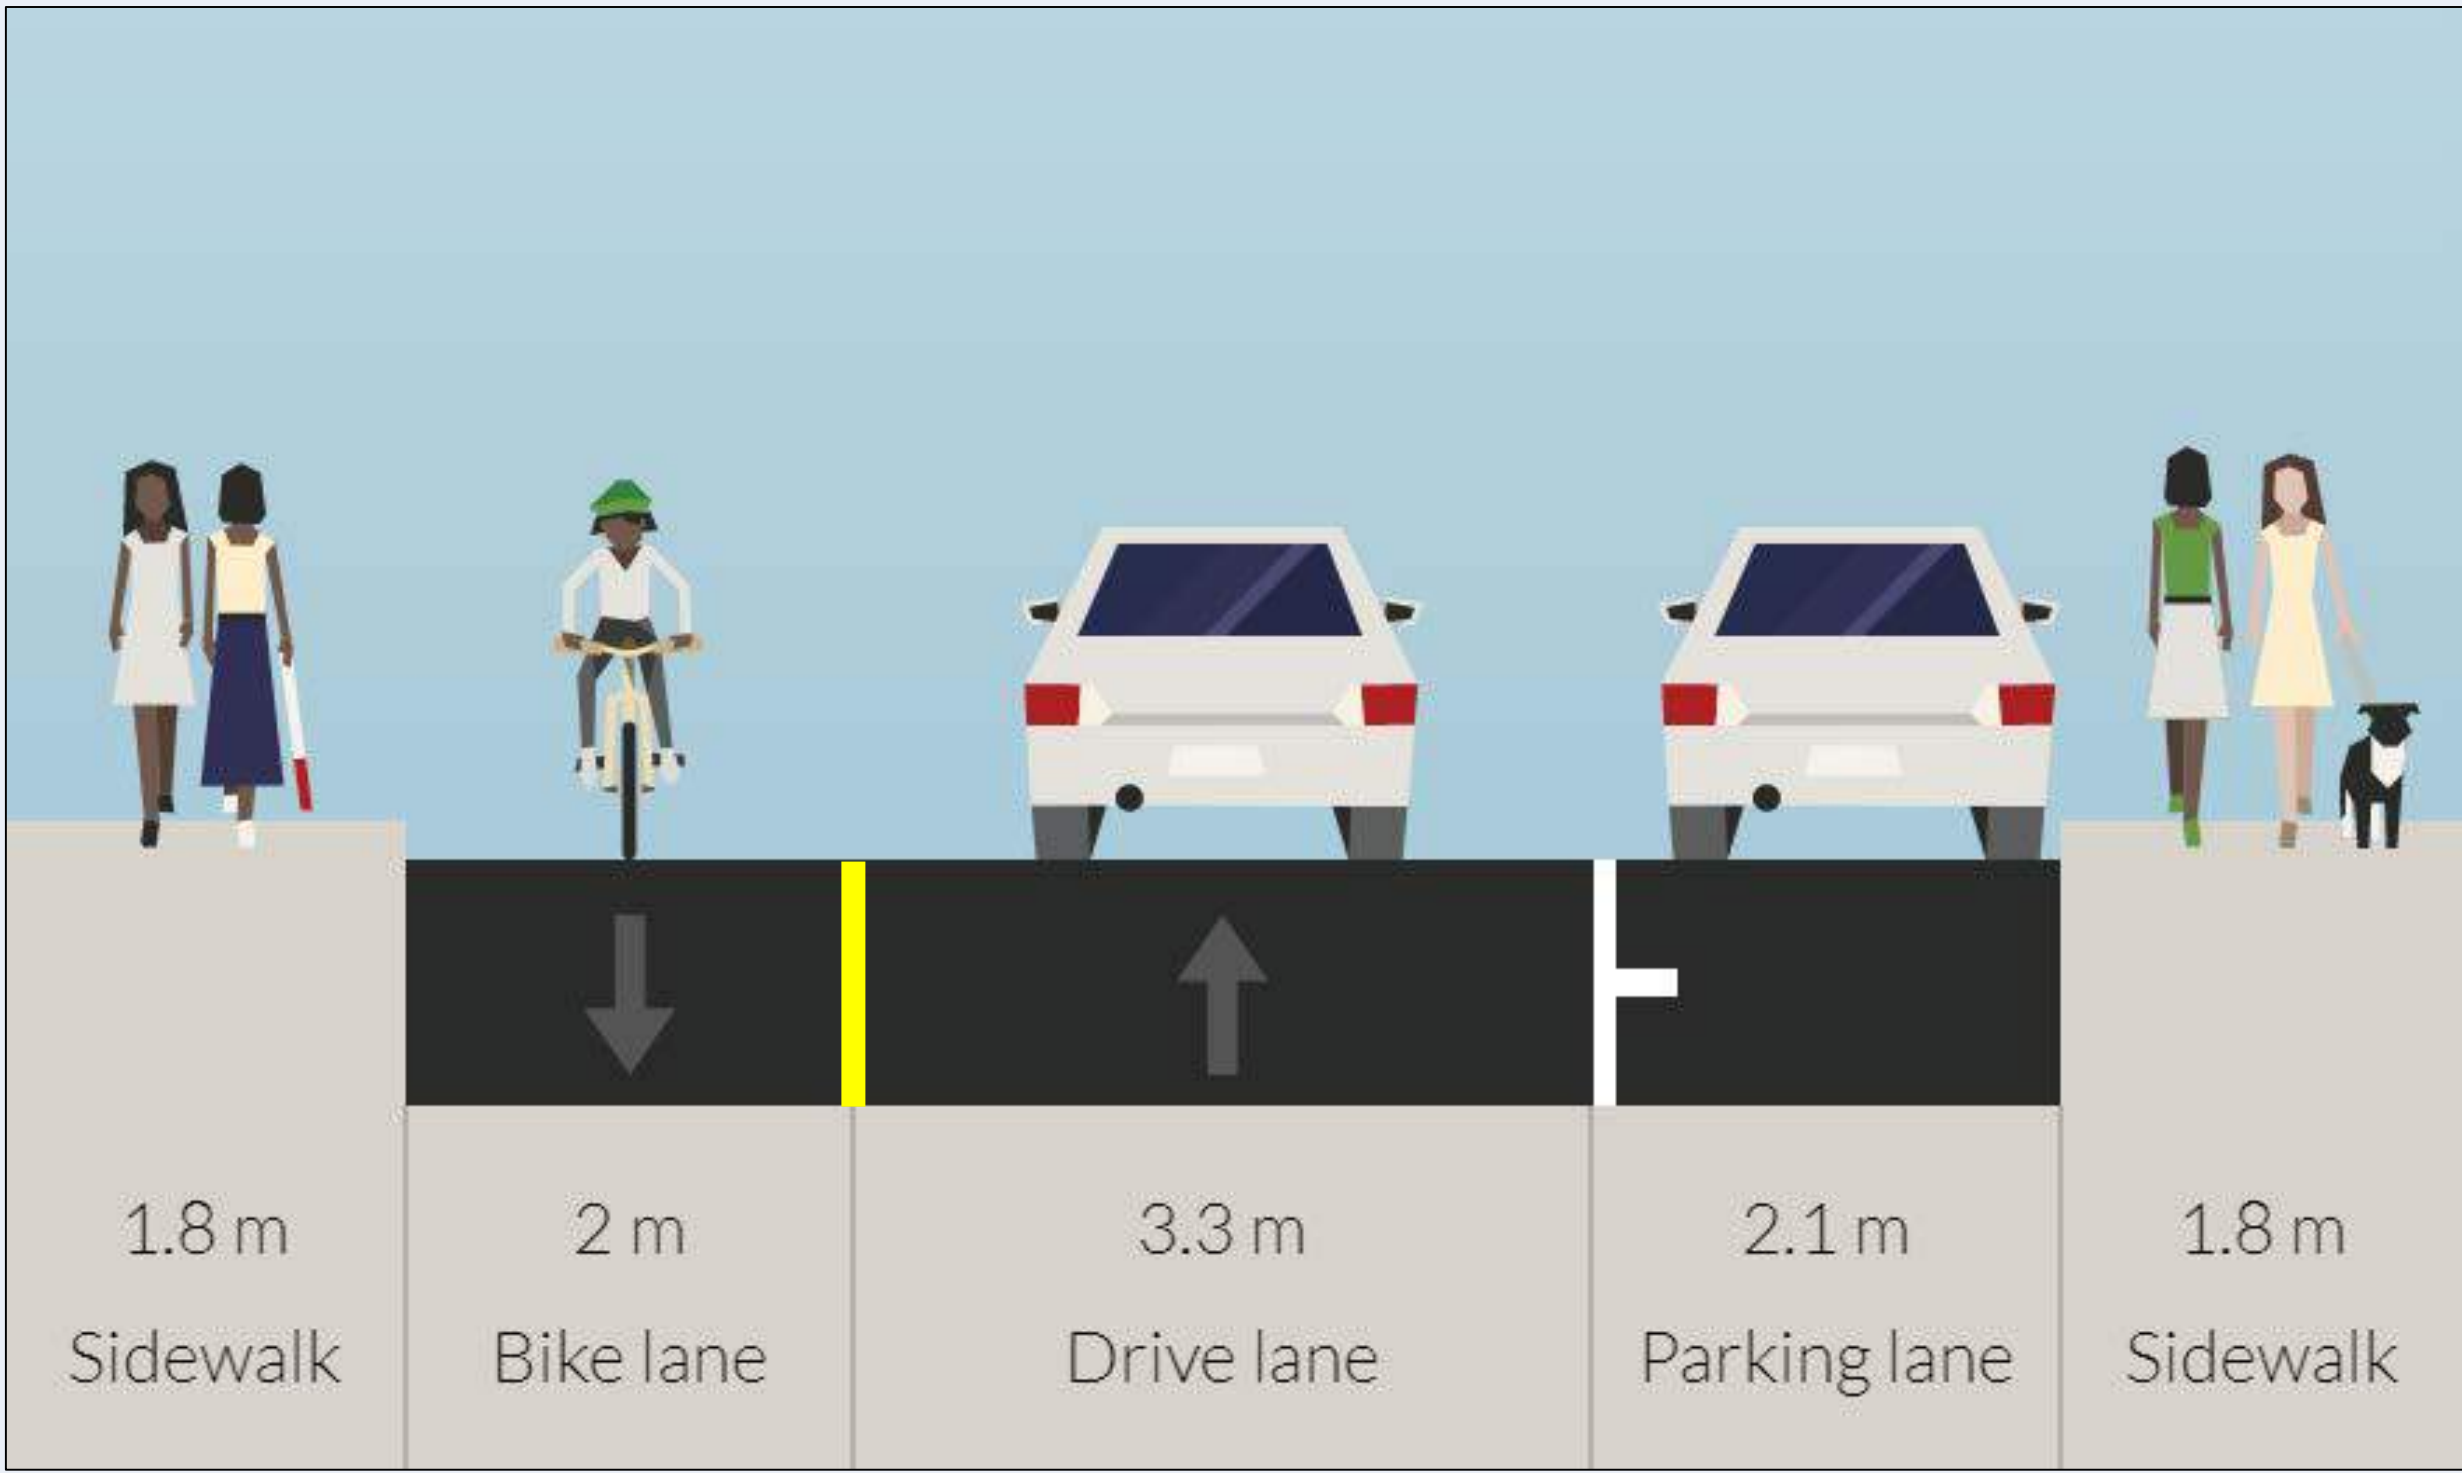 1.8 m
2 m
3.3 m
2.1 m
1.8 m
Sidewalk
Bike lane
Drive lane
Parking lane
Sidewalk